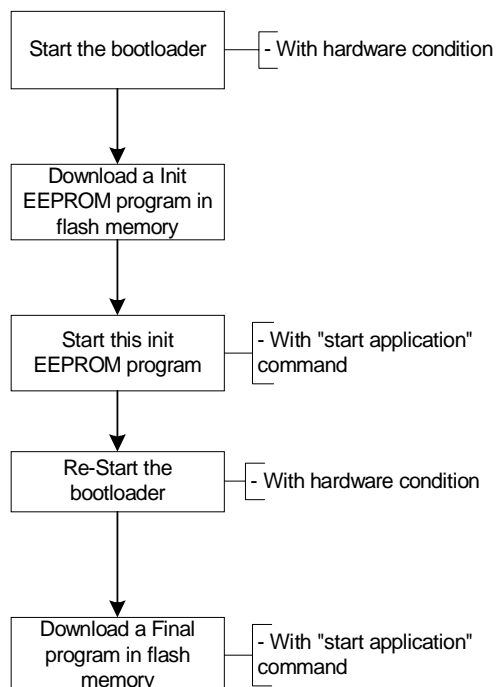 Start the bootloader
- With hardware condition
Download a Init
EEPROM program in
flash memory
Start this init
EEPROM program
- With "start application"
command
Re-Start the
bootloader
- With hardware condition
Download a Final
program in flash
memory
- With "start application"
command